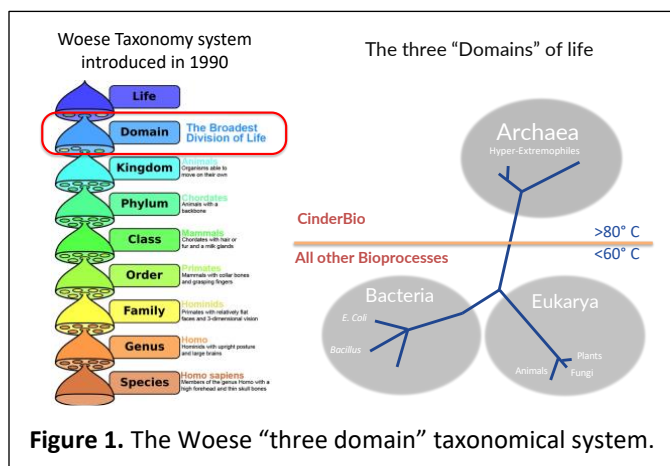 Woese Taxonomy system
introduced in 1990
Life
Domain
The Broadest
Division of Life
Kingdom
Animals
Organisms able to
move on their own
Phylum
Chordates
Animals with a
backbone
Class
Mammals
Chordates with hair or
fur and a milk glands
Order
Primates
Mammals with collar bones
and grasping fingers
Family
Hominids
Primates with relatively flat
faces and 3-dimensional vision
Genus
Homo
Hominids with upright posture
and large brains
Species
Homo sapiens
Members of the genus Homo with a
high forehead and thin skull bones
The three “Domains” of life
Archaea
Hyper-Extremophiles
CinderBio
>80° C
All other Bioprocesses
<60° C
Bacteria
E. Coli
Bacillus
Eukarya
Plants
Animals
Fungi
Figure 1. The Woese “three domain” taxonomical system.